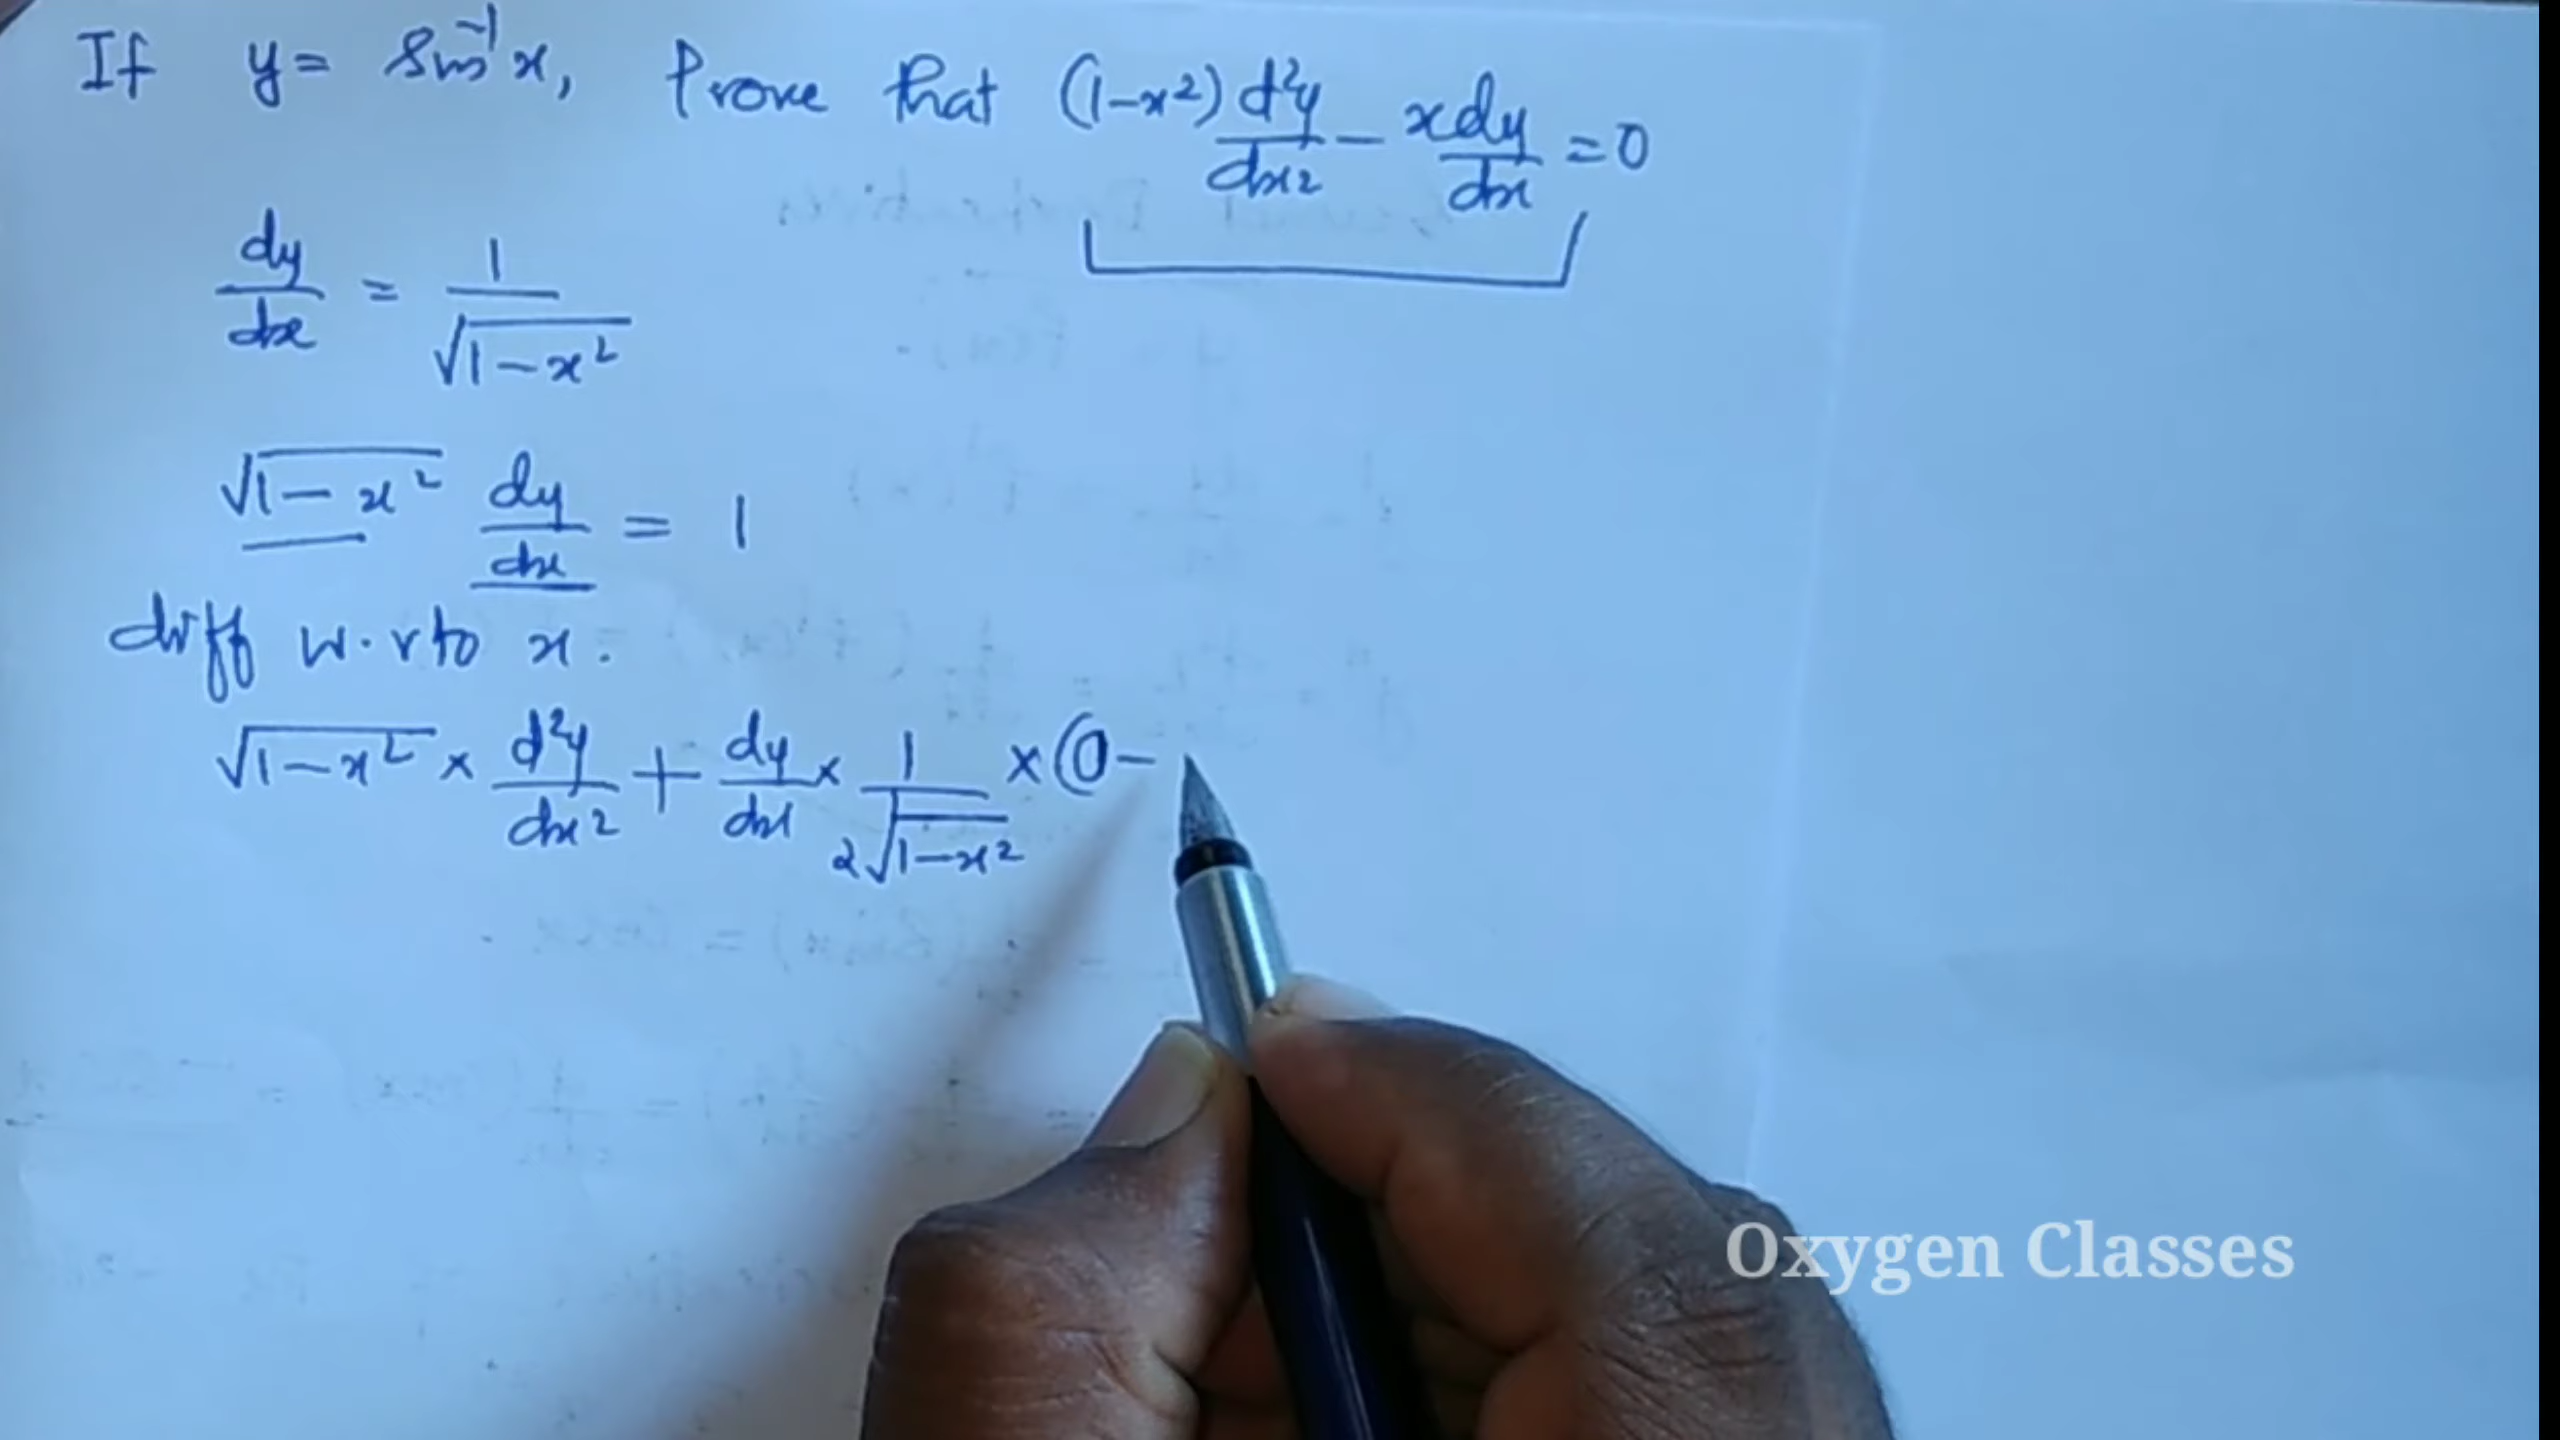 If y = Sin⁻¹x, Prove that (1-x²) d²y/dx² - x dy/dx = 0
dy/dx = 1/√(1-x²)
√(1-x²) dy/dx = 1
diff w.r to x.
√(1-x²) × d²y/dx² + dy/dx × 1/(2√(1-x²)) × (0-
Oxygen Classes